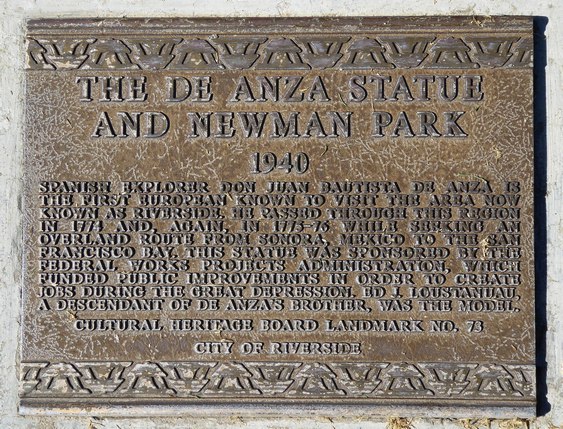 THE DE ANZA STATUE
AND NEWMAN PARK
1940
SPANISH EXPLORER DON JUAN BAUTISTA DE ANZA IS
THE FIRST EUROPEAN KNOWN TO VISIT THE AREA NOW
KNOWN AS RIVERSIDE. HE PASSED THROUGH THIS REGION
IN 1774 AND, AGAIN, IN 1775-76 WHILE SEEKING AN
OVERLAND ROUTE FROM SONORA, MEXICO TO THE SAN
FRANCISCO BAY. THIS STATUE WAS SPONSORED BY THE
FEDERAL WORKS PROJECTS ADMINISTRATION, WHICH
FUNDED PUBLIC IMPROVEMENTS IN ORDER TO CREATE
JOBS DURING THE GREAT DEPRESSION. ED J. LOUSTANUAU,
A DESCENDANT OF DE ANZA'S BROTHER, WAS THE MODEL.
CULTURAL HERITAGE BOARD LANDMARK NO. 73
CITY OF RIVERSIDE